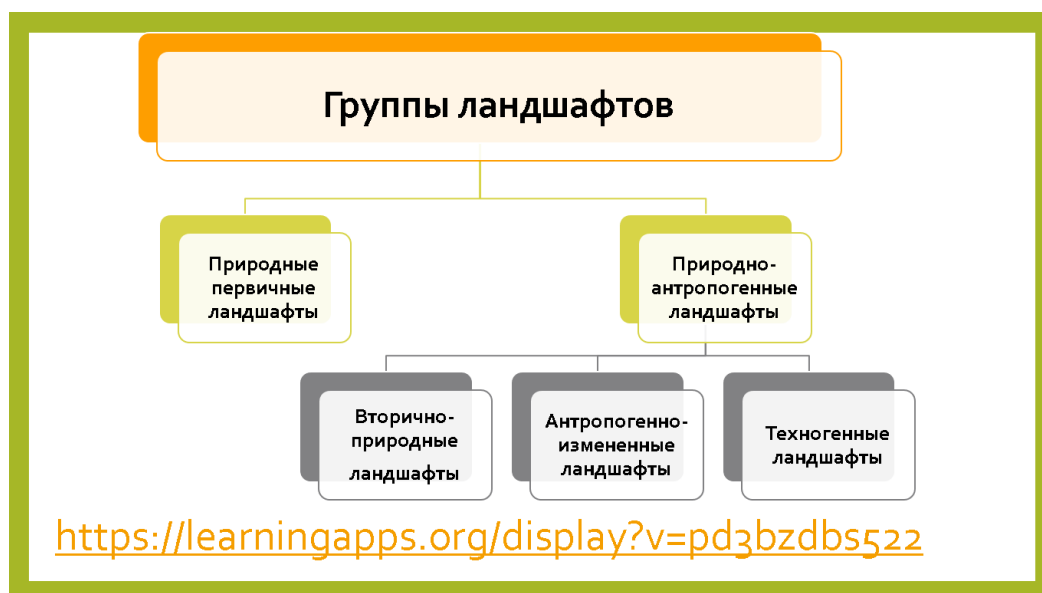 Группы ландшафтов
Природные
первичные
ландшафты
Природно-
антропогенные
ландшафты
Вторично-
природные
ландшафты
Антропогенно-
измененные
ландшафты
Техногенные
ландшафты
https://learningapps.org/display?v=pd3bzdbs522